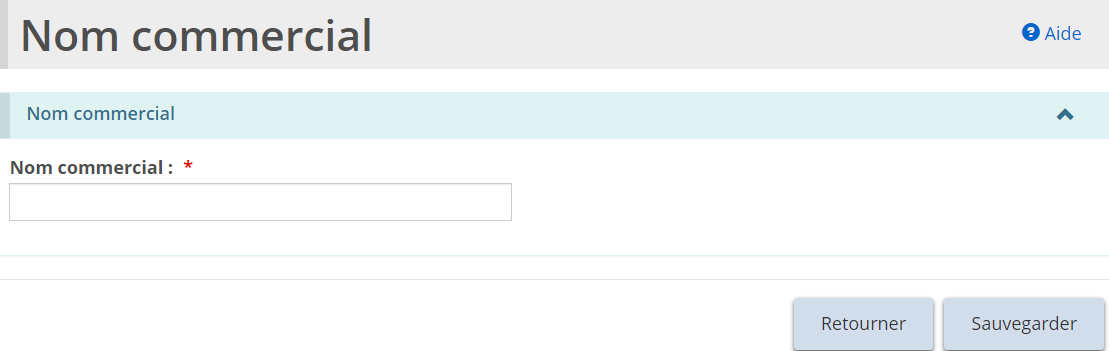 Nom commercial
Aide
Nom commercial
Nom commercial : *
Retourner
Sauvegarder